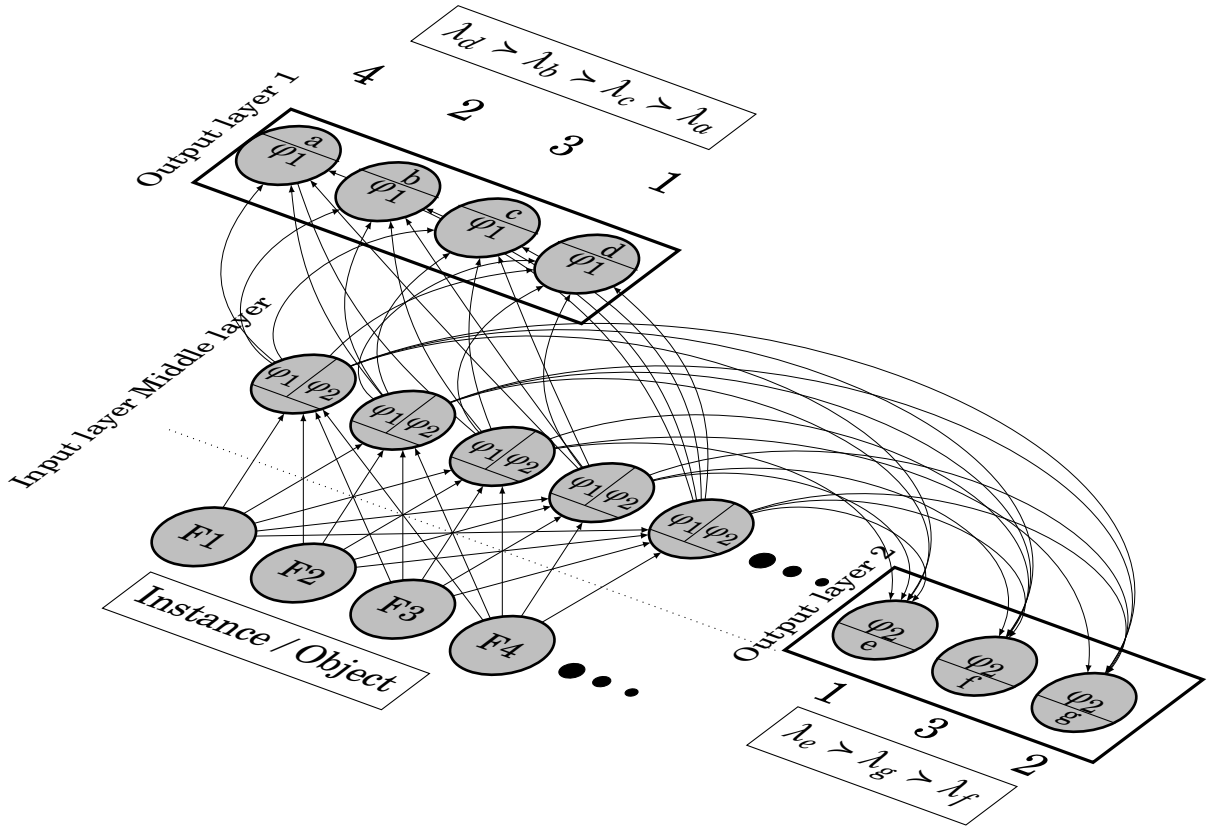 λd ≻ λb ≻ λc ≻ λa
4 2 3 1
Output layer 1
a φ1
b φ1
c φ1
d φ1
Input layer Middle layer
φ1 φ2
φ1 φ2
φ1 φ2
φ1 φ2
φ1 φ2
F1
F2
F3
F4
Instance / Object
Output layer 2
φ2 e
φ2 f
φ2 g
1 3 2
λe ≻ λg ≻ λf